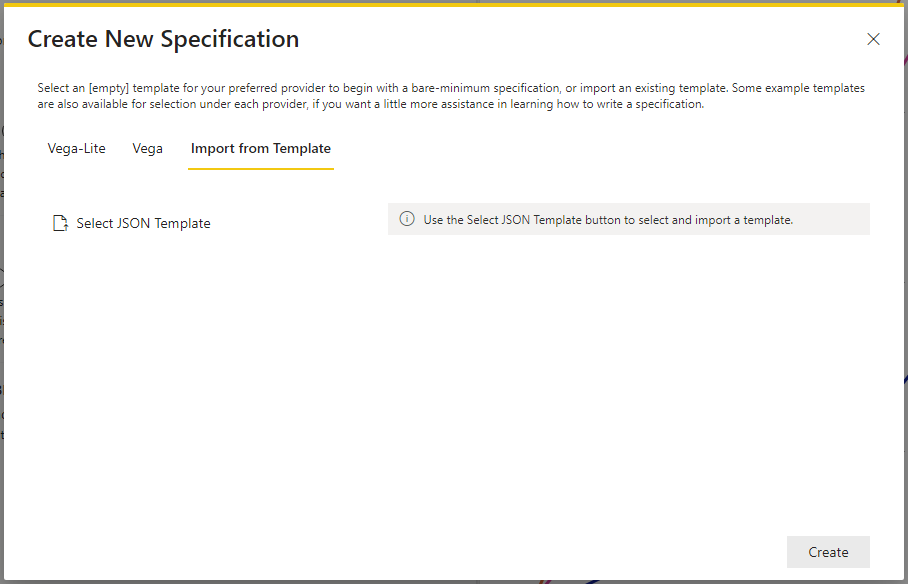 Create New Specification
Select an [empty] template for your preferred provider to begin with a bare-minimum specification, or import an existing template. Some example templates
are also available for selection under each provider, if you want a little more assistance in learning how to write a specification.
Vega-Lite Vega Import from Template
Select JSON Template
Use the Select JSON Template button to select and import a template.
Create